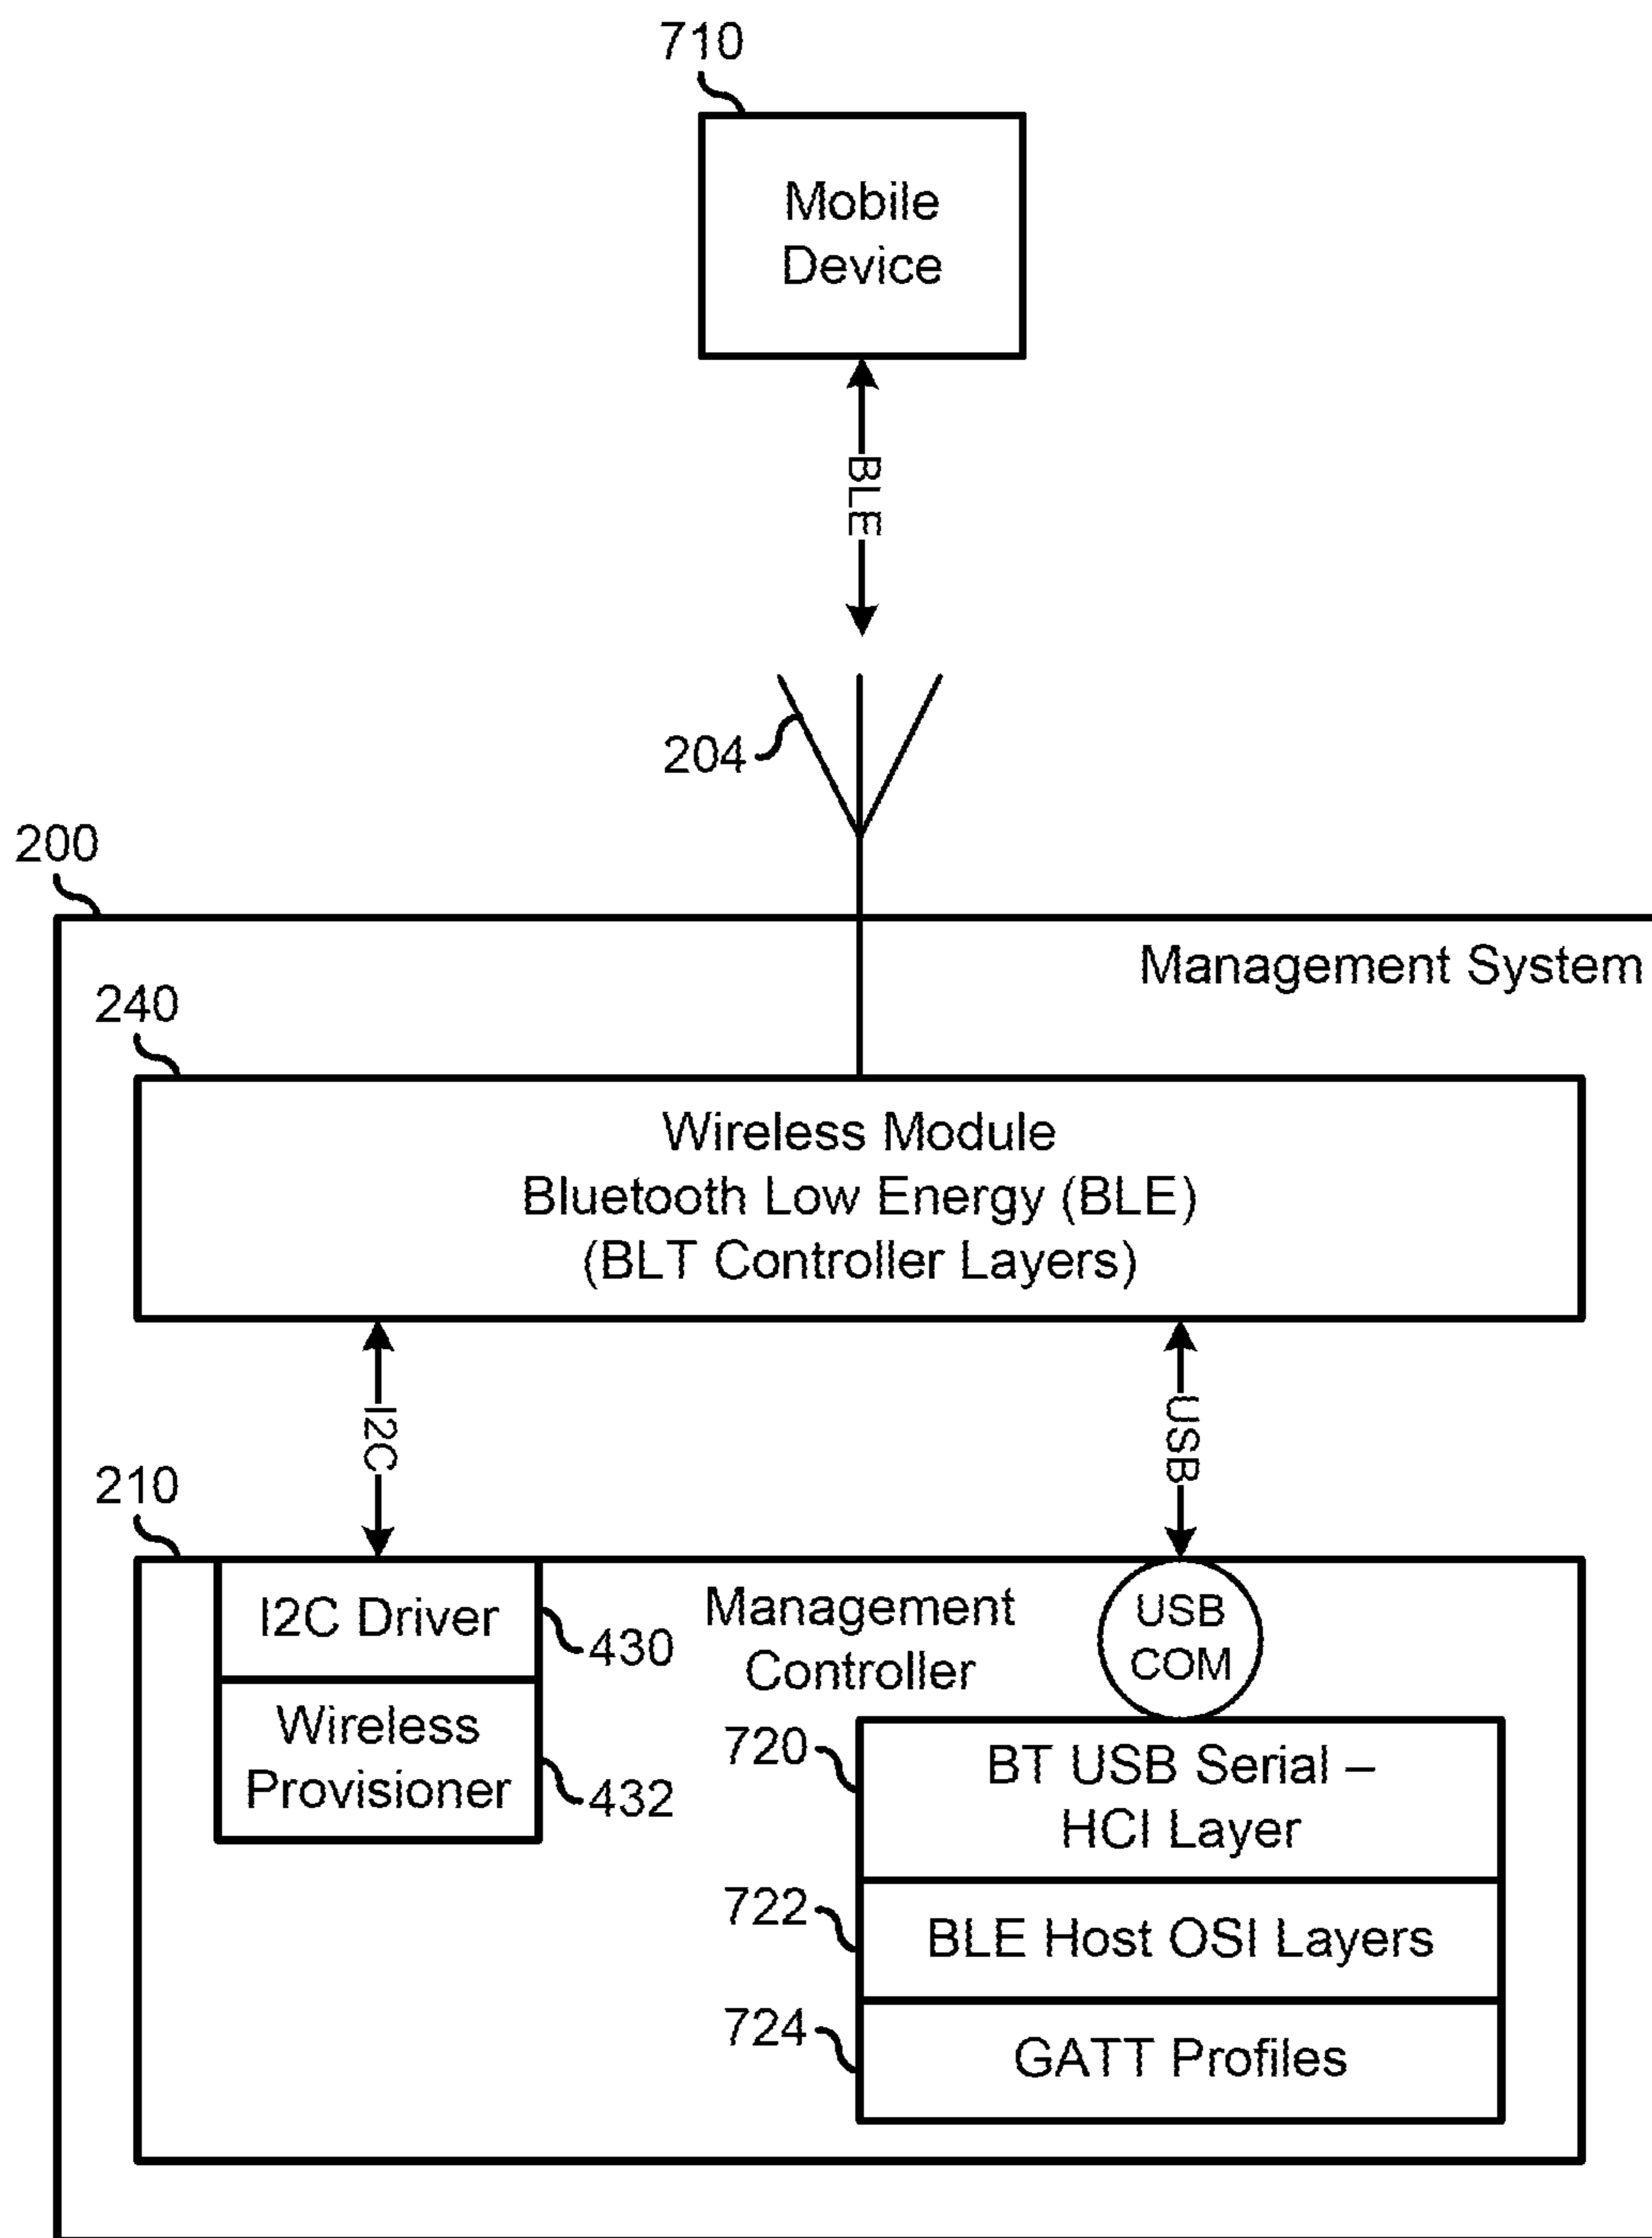 710
Mobile
Device
BLE
204
200
Management System
240
Wireless Module
Bluetooth Low Energy (BLE)
(BLT Controller Layers)
I2C
USB
210
I2C Driver
430
Wireless
Provisioner
432
Management
Controller
USB
COM
720
BT USB Serial –
HCI Layer
722
BLE Host OSI Layers
724
GATT Profiles